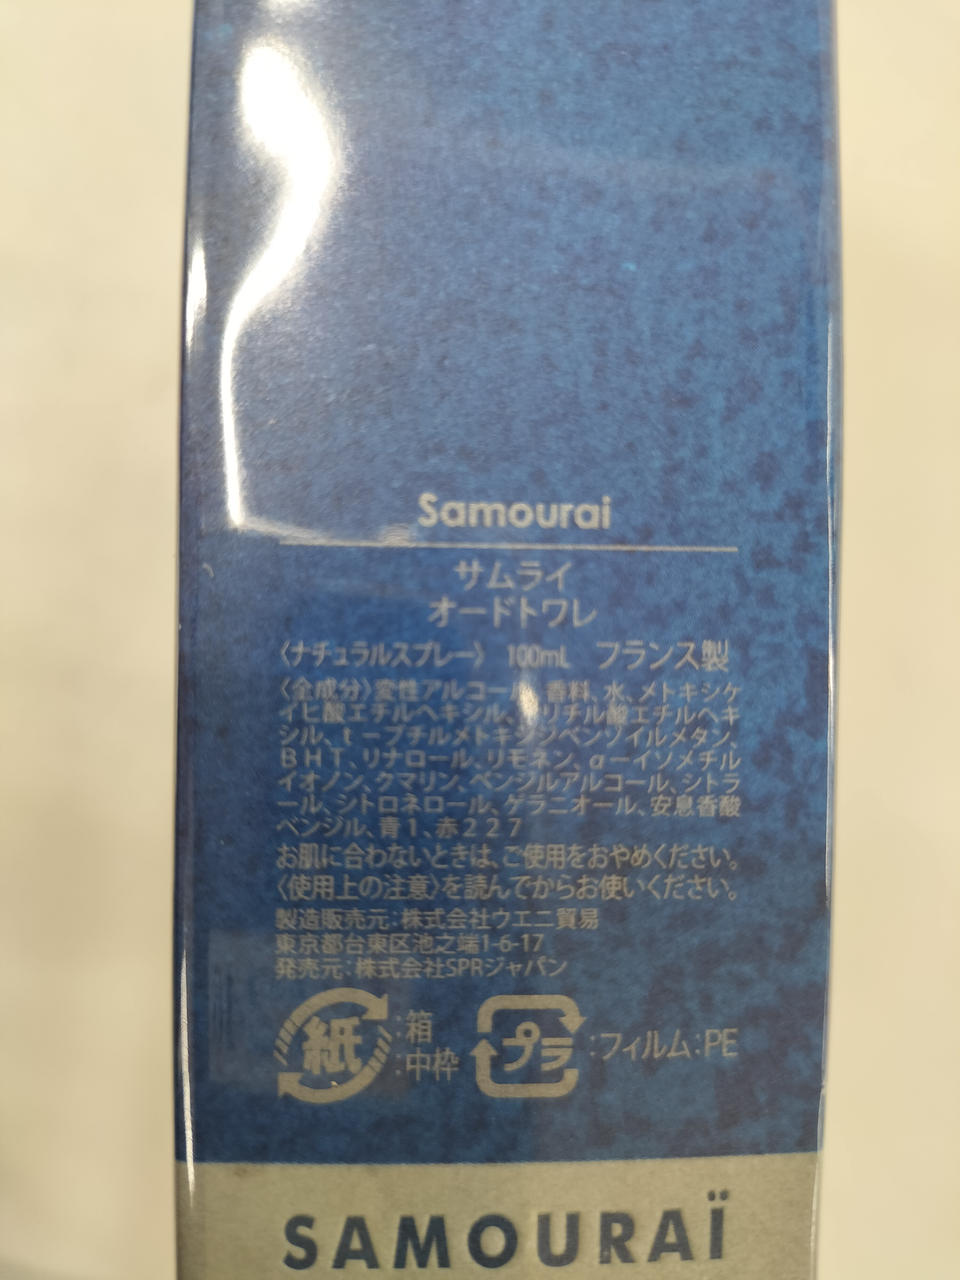 Samourai
サムライ
オードトワレ
〈ナチュラルスプレー〉 100mL フランス製
〈全成分〉変性アルコール、香料、水、メトキシケ
イヒ酸エチルヘキシル、サリチル酸エチルヘキ
シル、t－ブチルメトキシジベンゾイルメタン、
BHT、リナロール、リモネン、α－イソメチル
イオノン、クマリン、ベンジルアルコール、シトラ
ール、シトロネロール、ゲラニオール、安息香酸
ベンジル、青1、赤227
お肌に合わないときは、ご使用をおやめください。
〈使用上の注意〉を読んでからお使いください。
製造販売元：株式会社ウエニ貿易
東京都台東区池之端1-6-17
発売元：株式会社SPRジャパン
紙 ：箱
：中枠
プラ ：フィルム：PE
SAMOURAÏ